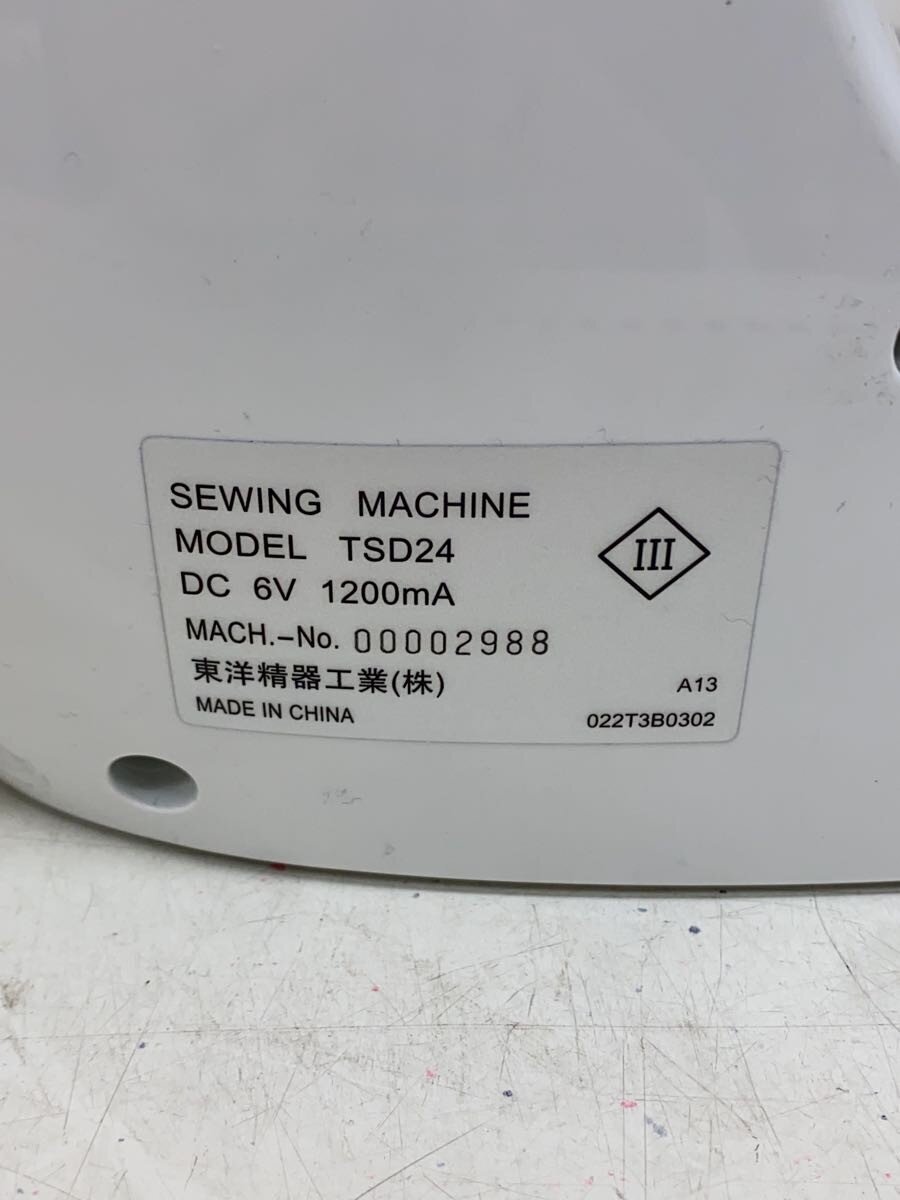 SEWING MACHINE
MODEL TSD24
III
DC 6V 1200mA
MACH.-No. 00002988
東洋精器工業(株)
A13
MADE IN CHINA
022T3B0302